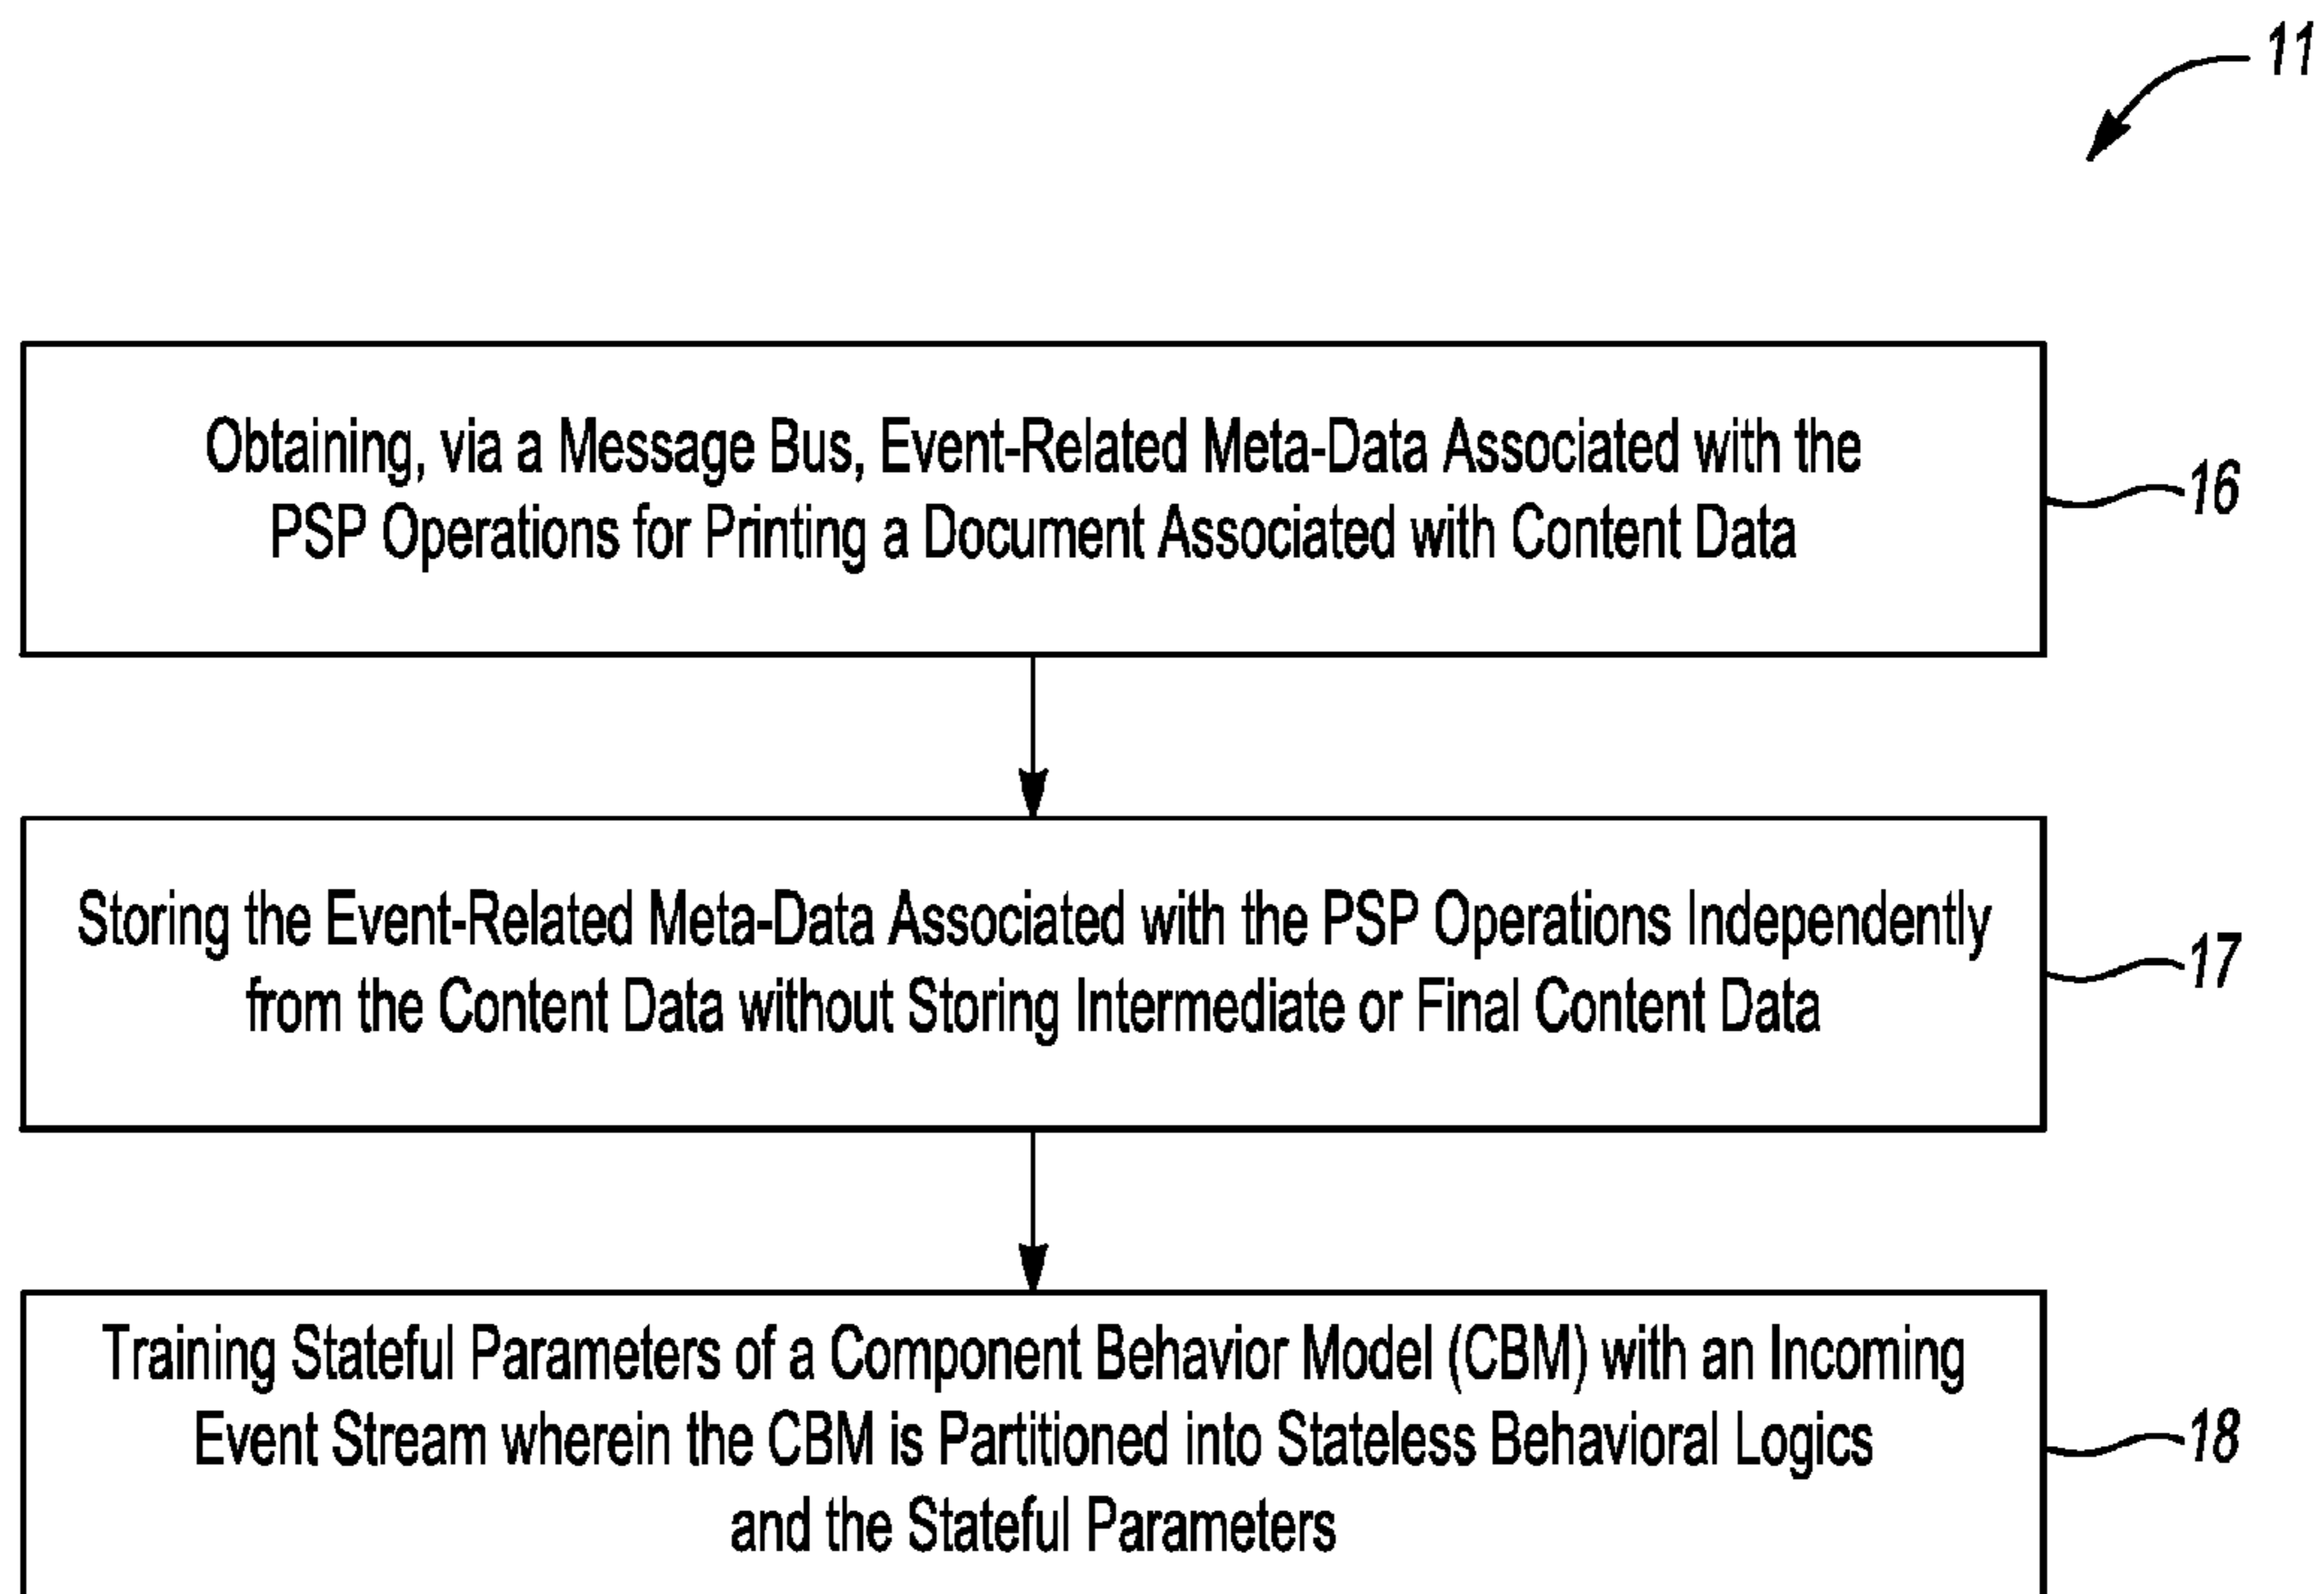 11
Obtaining, via a Message Bus, Event-Related Meta-Data Associated with the
PSP Operations for Printing a Document Associated with Content Data
16
Storing the Event-Related Meta-Data Associated with the PSP Operations Independently
from the Content Data without Storing Intermediate or Final Content Data
17
Training Stateful Parameters of a Component Behavior Model (CBM) with an Incoming
Event Stream wherein the CBM is Partitioned into Stateless Behavioral Logics
and the Stateful Parameters
18